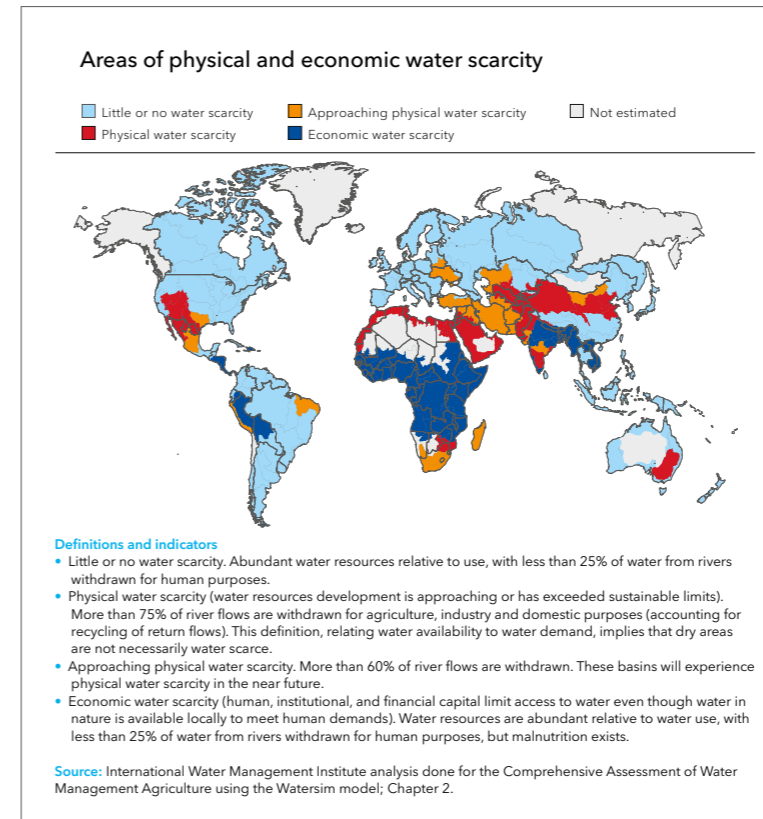 Areas of physical and economic water scarcity
Little or no water scarcity
Approaching physical water scarcity
Not estimated
Physical water scarcity
Economic water scarcity
Definitions and indicators
• Little or no water scarcity. Abundant water resources relative to use, with less than 25% of water from rivers
withdrawn for human purposes.
• Physical water scarcity (water resources development is approaching or has exceeded sustainable limits).
More than 75% of river flows are withdrawn for agriculture, industry and domestic purposes (accounting for
recycling of return flows). This definition, relating water availability to water demand, implies that dry areas
are not necessarily water scarce.
• Approaching physical water scarcity. More than 60% of river flows are withdrawn. These basins will experience
physical water scarcity in the near future.
• Economic water scarcity (human, institutional, and financial capital limit access to water even though water in
nature is available locally to meet human demands). Water resources are abundant relative to water use, with
less than 25% of water from rivers withdrawn for human purposes, but malnutrition exists.
Source: International Water Management Institute analysis done for the Comprehensive Assessment of Water
Management Agriculture using the Watersim model; Chapter 2.